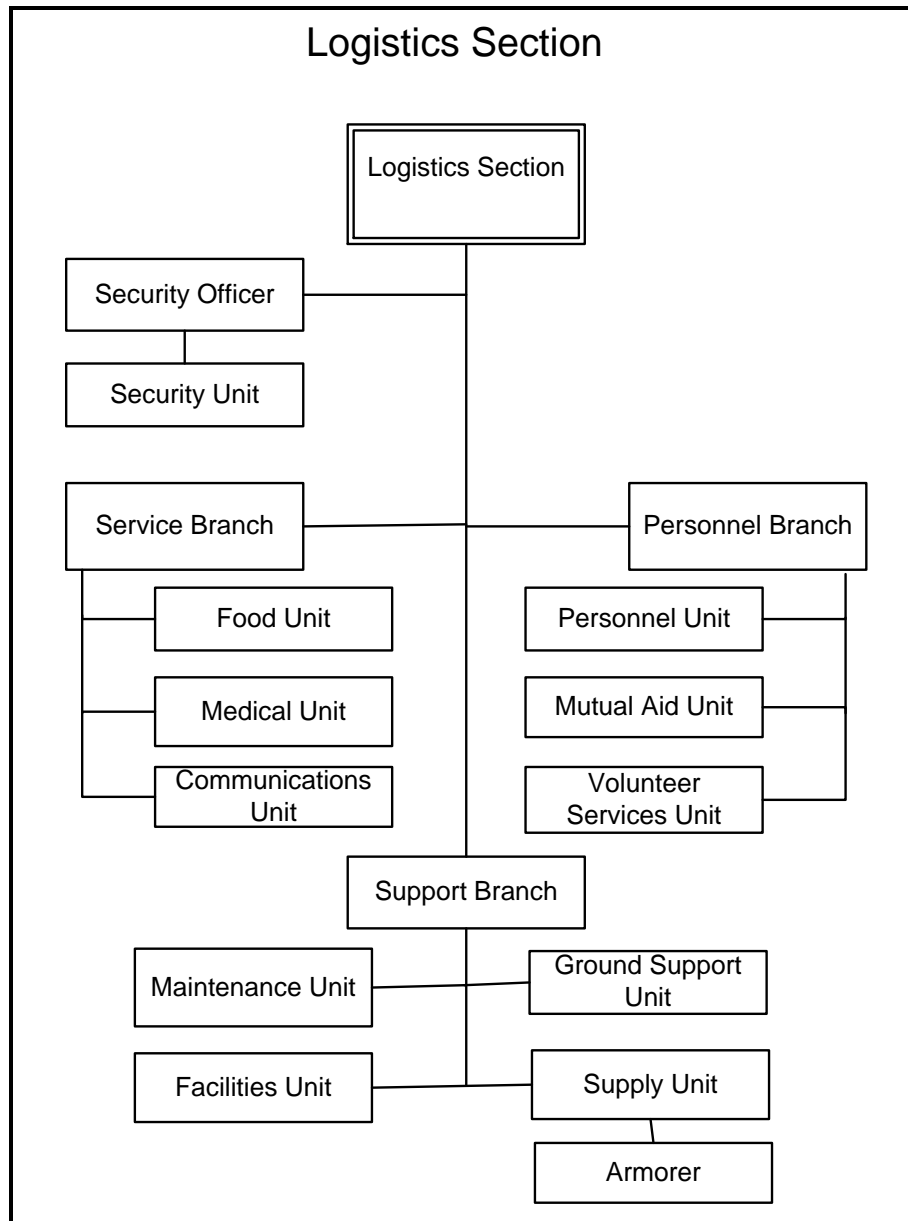 Logistics Section
Logistics Section
Security Officer
Security Unit
Service Branch
Personnel Branch
Food Unit
Personnel Unit
Medical Unit
Mutual Aid Unit
Communications
Unit
Volunteer
Services Unit
Support Branch
Maintenance Unit
Ground Support
Unit
Facilities Unit
Supply Unit
Armorer